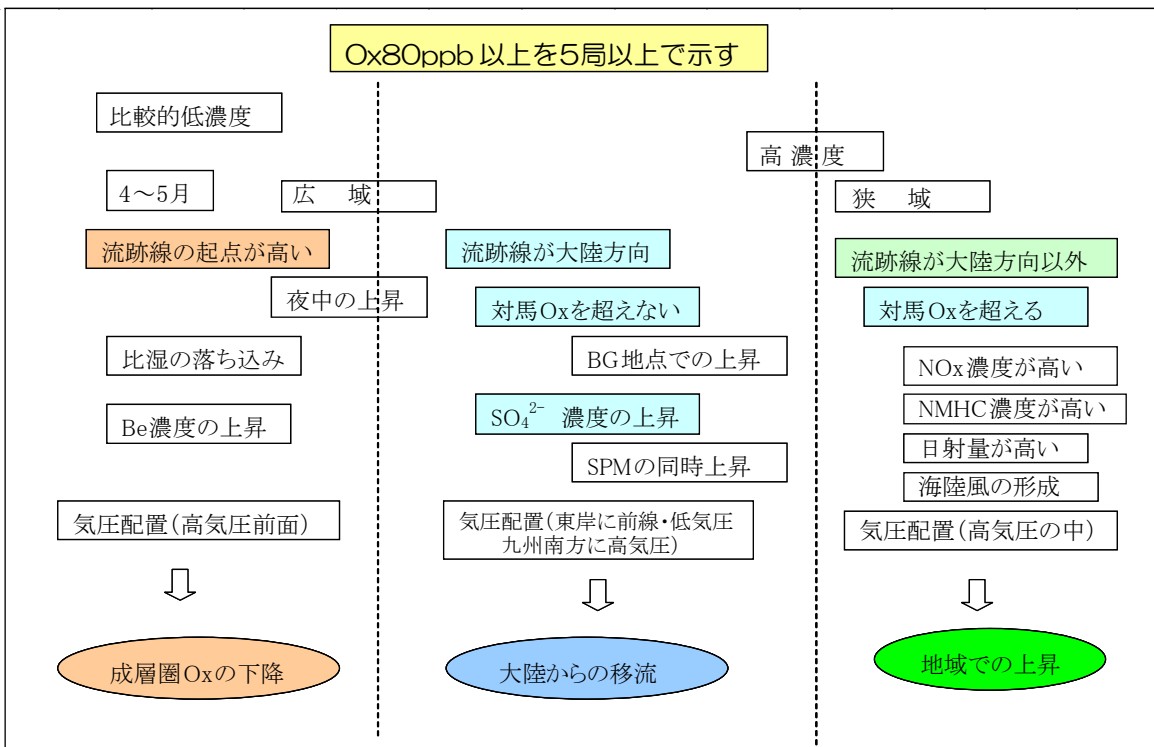 Ox80ppb以上を5局以上で示す
比較的低濃度
高濃度
4～5月
広　域
狭　域
流跡線の起点が高い
流跡線が大陸方向
流跡線が大陸方向以外
夜中の上昇
対馬Oxを超えない
対馬Oxを超える
比湿の落ち込み
BG地点での上昇
NOx濃度が高い
Be濃度の上昇
SO₄²⁻ 濃度の上昇
NMHC濃度が高い
日射量が高い
SPMの同時上昇
海陸風の形成
気圧配置（高気圧前面）
気圧配置（東岸に前線・低気圧
九州南方に高気圧）
気圧配置（高気圧の中）
成層圏Oxの下降
大陸からの移流
地域での上昇